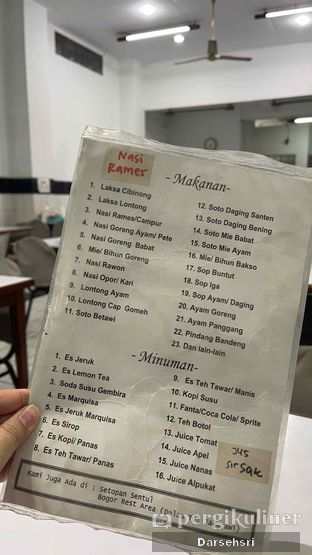 Nasi
Rames
- Makanan-
1. Laksa Cibinong
2. Laksa Lontong
3. Nasi Rames/Campur
4. Nasi Goreng Ayam/ Pete
5. Nasi Goreng Babat
6. Mie/ Bihun Goreng
7. Nasi Rawon
8. Nasi Opor/ Kari
9. Lontong Ayam
10. Lontong Cap Gomeh
11. Soto Betawi
12. Soto Daging Santen
13. Soto Daging Bening
14. Soto Mie Babat
15. Soto Mie Ayam
16. Mie/ Bihun Bakso
17. Sop Buntut
18. Sop Iga
19. Sop Ayam/ Daging
20. Ayam Goreng
21. Ayam Panggang
22. Pindang Bandeng
23. Dan lain-lain
- Minuman-
1. Es Jeruk
2. Es Lemon Tea
3. Soda Susu Gembira
4. Es Marquisa
5. Es Jeruk Marquisa
6. Es Sirop
7. Es Kopi/ Panas
8. Es Teh Tawar/ Panas
9. Es Teh Tawar/ Manis
10. Kopi Susu
11. Fanta/Coca Cola/ Sprite
12. Teh Botol
13. Juice Tomat
14. Juice Apel
15. Juice Nanas
16. Juice Alpukat
Jus
Sirsak
Kami Juga Ada di : Setopan Sentul
Bogor Rest Area
pergikuliner
Darsehsri